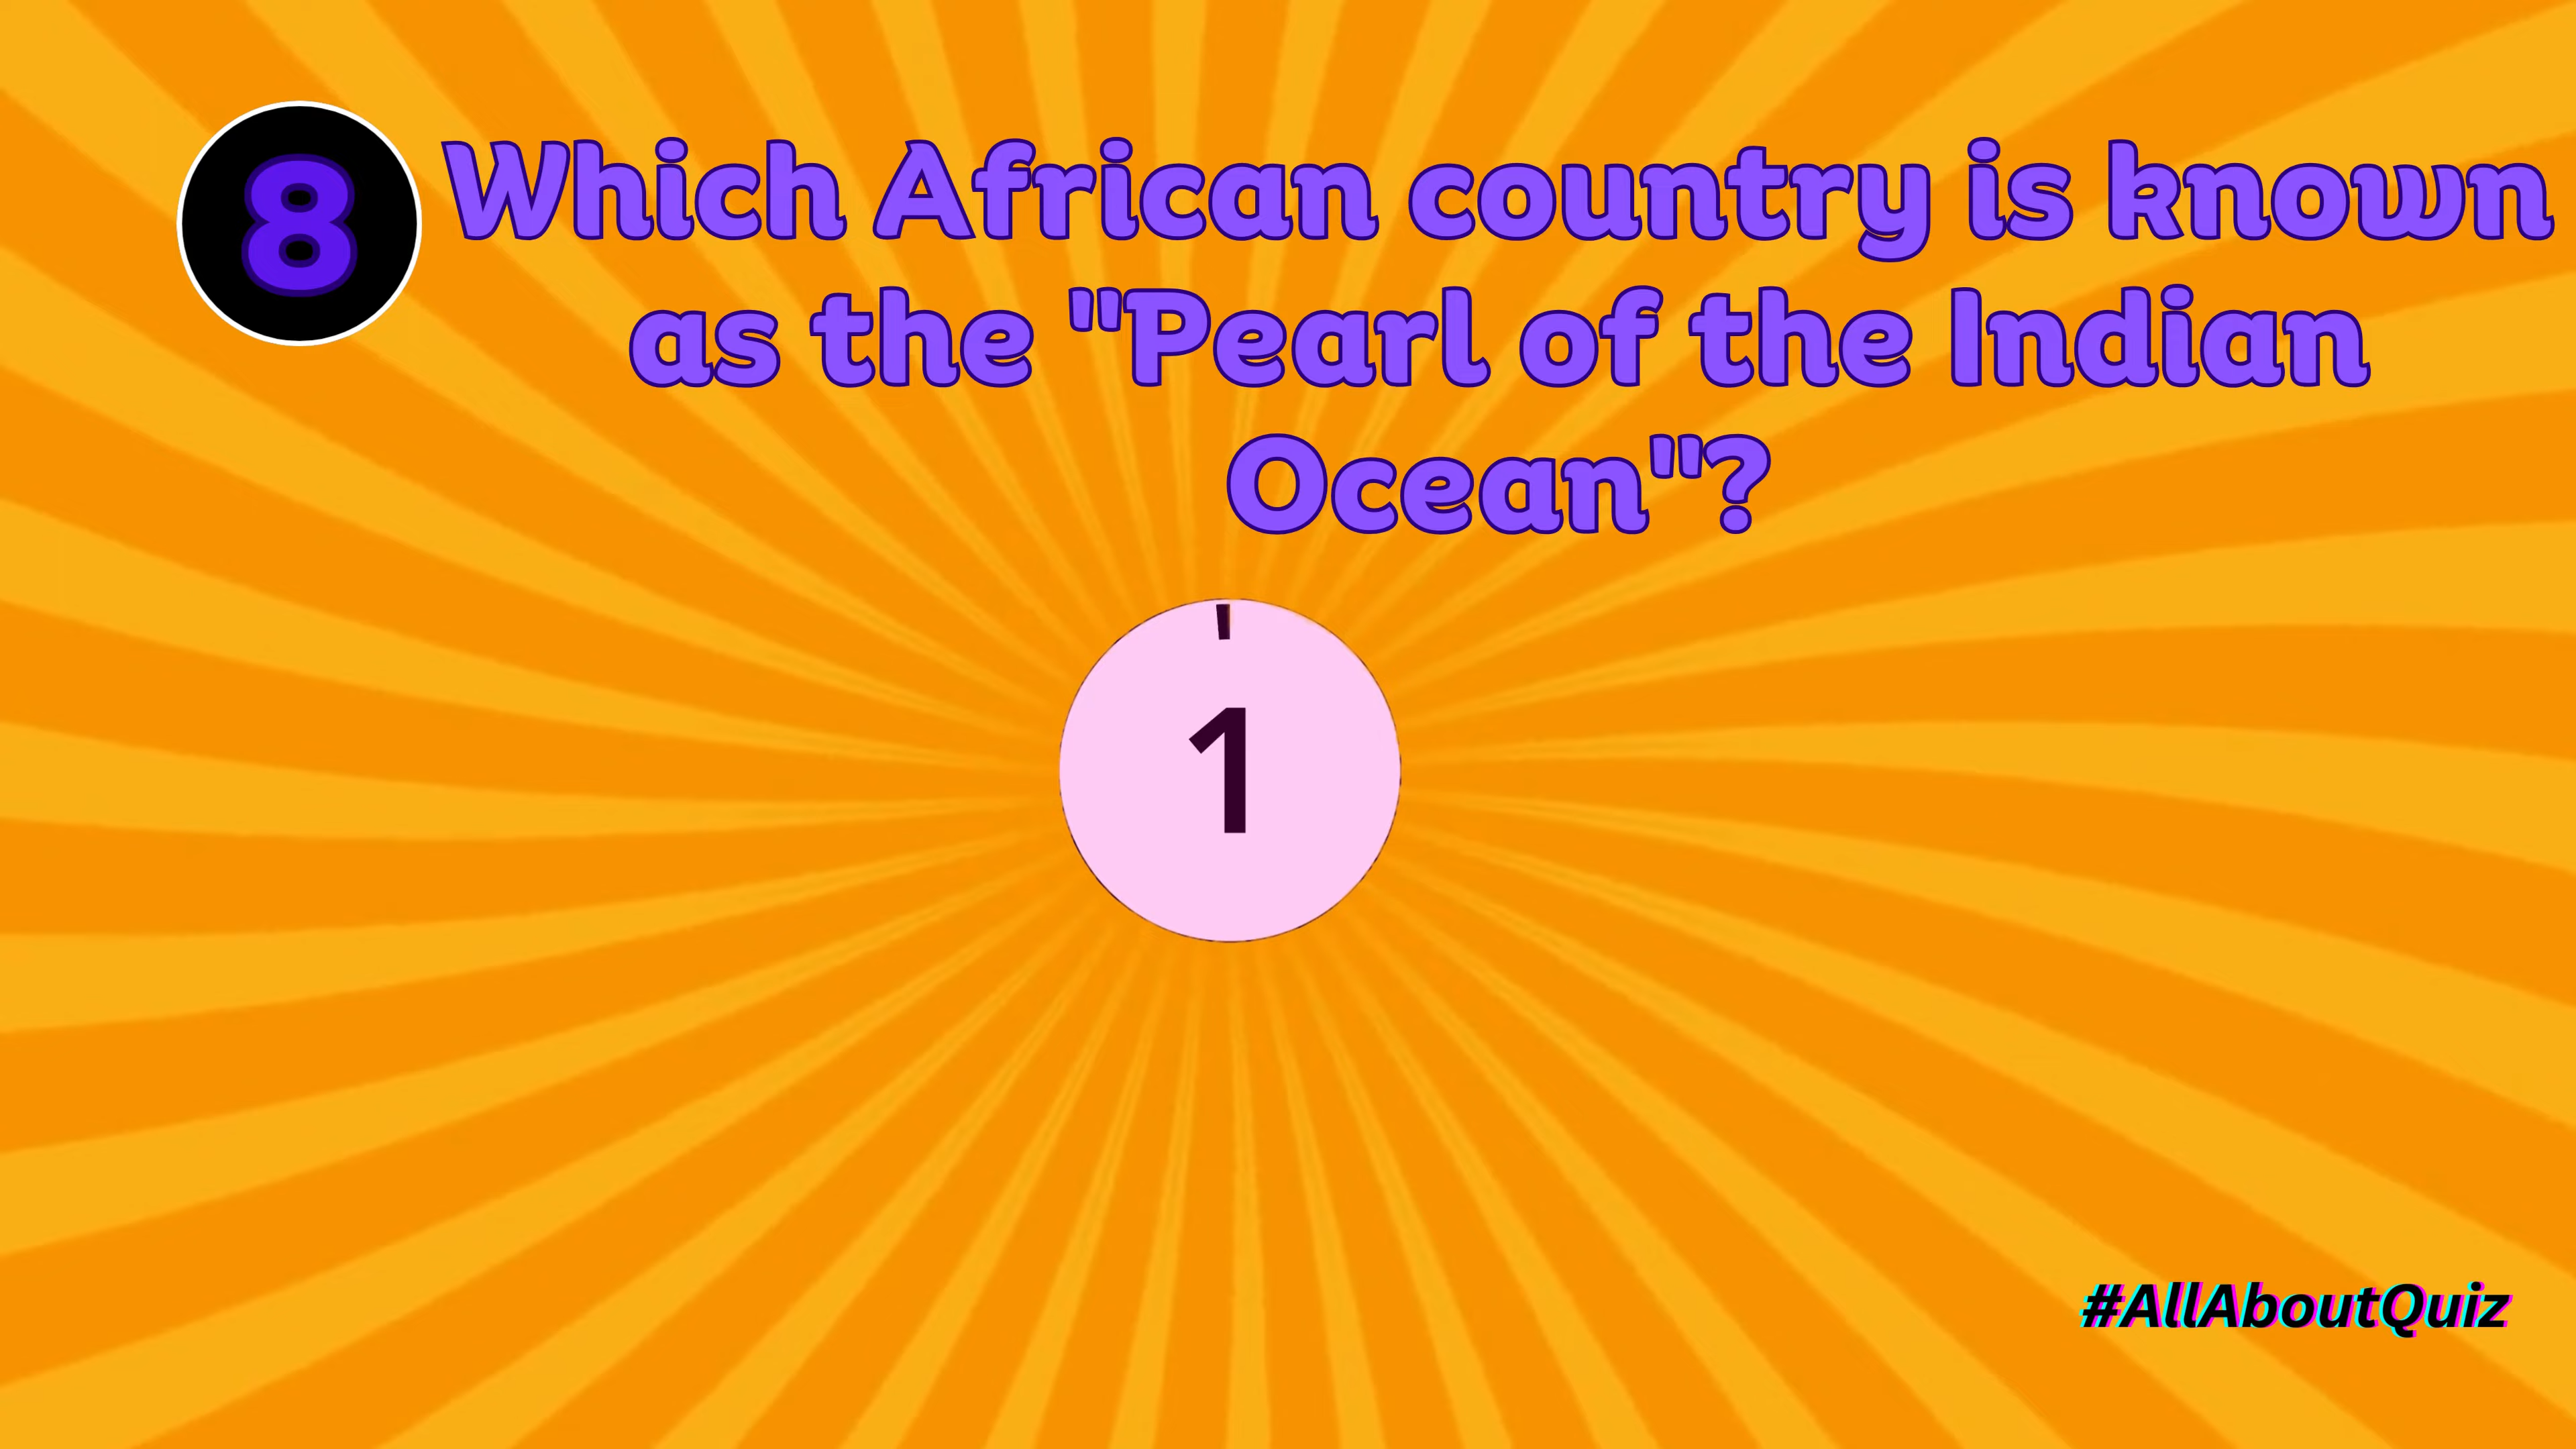 8
Which African country is known
as the "Pearl of the Indian
Ocean"?
1
#AllAboutQuiz